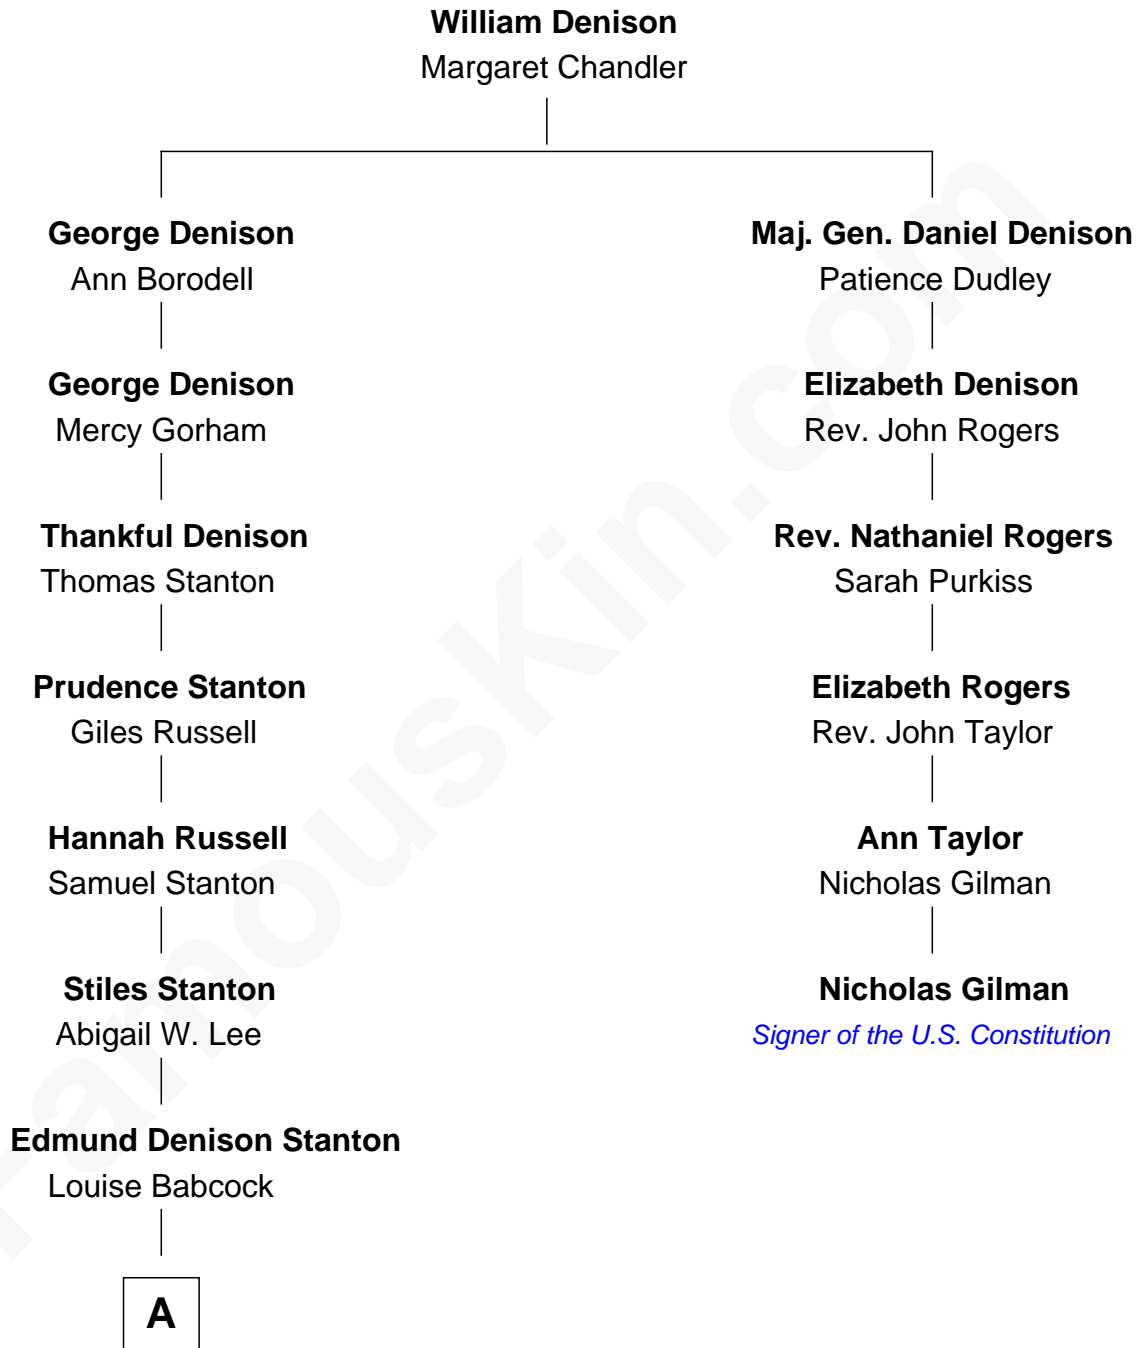 William Denison
Margaret Chandler
George Denison
Ann Borodell
George Denison
Mercy Gorham
Thankful Denison
Thomas Stanton
Prudence Stanton
Giles Russell
Hannah Russell
Samuel Stanton
Stiles Stanton
Abigail W. Lee
Edmund Denison Stanton
Louise Babcock
A
Maj. Gen. Daniel Denison
Patience Dudley
Elizabeth Denison
Rev. John Rogers
Rev. Nathaniel Rogers
Sarah Purkiss
Elizabeth Rogers
Rev. John Taylor
Ann Taylor
Nicholas Gilman
Nicholas Gilman
Signer of the U.S. Constitution
FamousKin.com